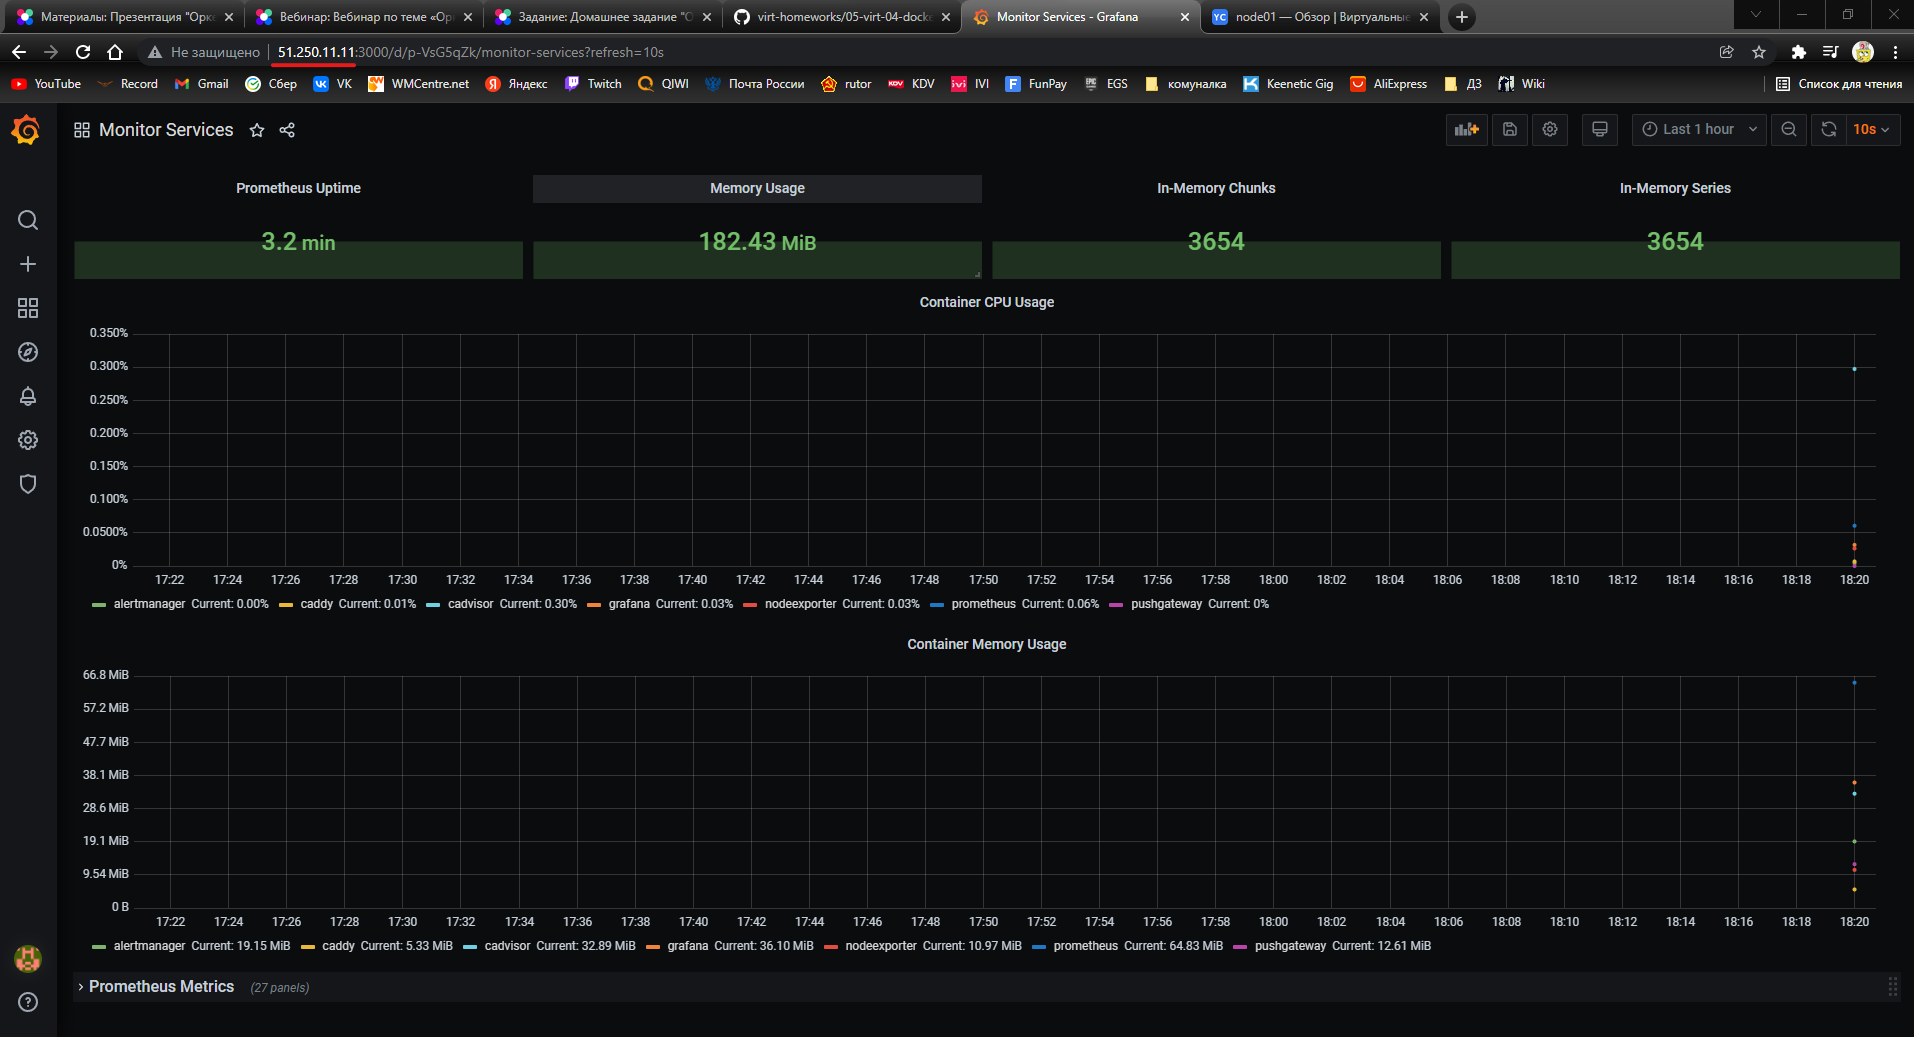 Материалы: Презентация "Орке
Вебинар: Вебинар по теме «Ор
Задание: Домашнее задание "О
virt-homeworks/05-virt-04-docke
Monitor Services - Grafana
YC node01 — Обзор | Виртуальные
Не защищено 51.250.11.11:3000/d/p-VsG5qZk/monitor-services?refresh=10s
YouTube Record Gmail Сбер VK WMCentre.net Яндекс Twitch QIWI Почта России rutor KDV IVI FunPay EGS комуналка Keenetic Gig AliExpress ДЗ Wiki Список для чтения
Monitor Services
Last 1 hour
10s
Prometheus Uptime
3.2 min
Memory Usage
182.43 MiB
In-Memory Chunks
3654
In-Memory Series
3654
Container CPU Usage
0.350%
0.300%
0.250%
0.200%
0.150%
0.100%
0.0500%
0%
17:22 17:24 17:26 17:28 17:30 17:32 17:34 17:36 17:38 17:40 17:42 17:44 17:46 17:48 17:50 17:52 17:54 17:56 17:58 18:00 18:02 18:04 18:06 18:08 18:10 18:12 18:14 18:16 18:18 18:20
alertmanager Current: 0.00% caddy Current: 0.01% cadvisor Current: 0.30% grafana Current: 0.03% nodeexporter Current: 0.03% prometheus Current: 0.06% pushgateway Current: 0%
Container Memory Usage
66.8 MiB
57.2 MiB
47.7 MiB
38.1 MiB
28.6 MiB
19.1 MiB
9.54 MiB
0 B
17:22 17:24 17:26 17:28 17:30 17:32 17:34 17:36 17:38 17:40 17:42 17:44 17:46 17:48 17:50 17:52 17:54 17:56 17:58 18:00 18:02 18:04 18:06 18:08 18:10 18:12 18:14 18:16 18:18 18:20
alertmanager Current: 19.15 MiB caddy Current: 5.33 MiB cadvisor Current: 32.89 MiB grafana Current: 36.10 MiB nodeexporter Current: 10.97 MiB prometheus Current: 64.83 MiB pushgateway Current: 12.61 MiB
Prometheus Metrics (27 panels)